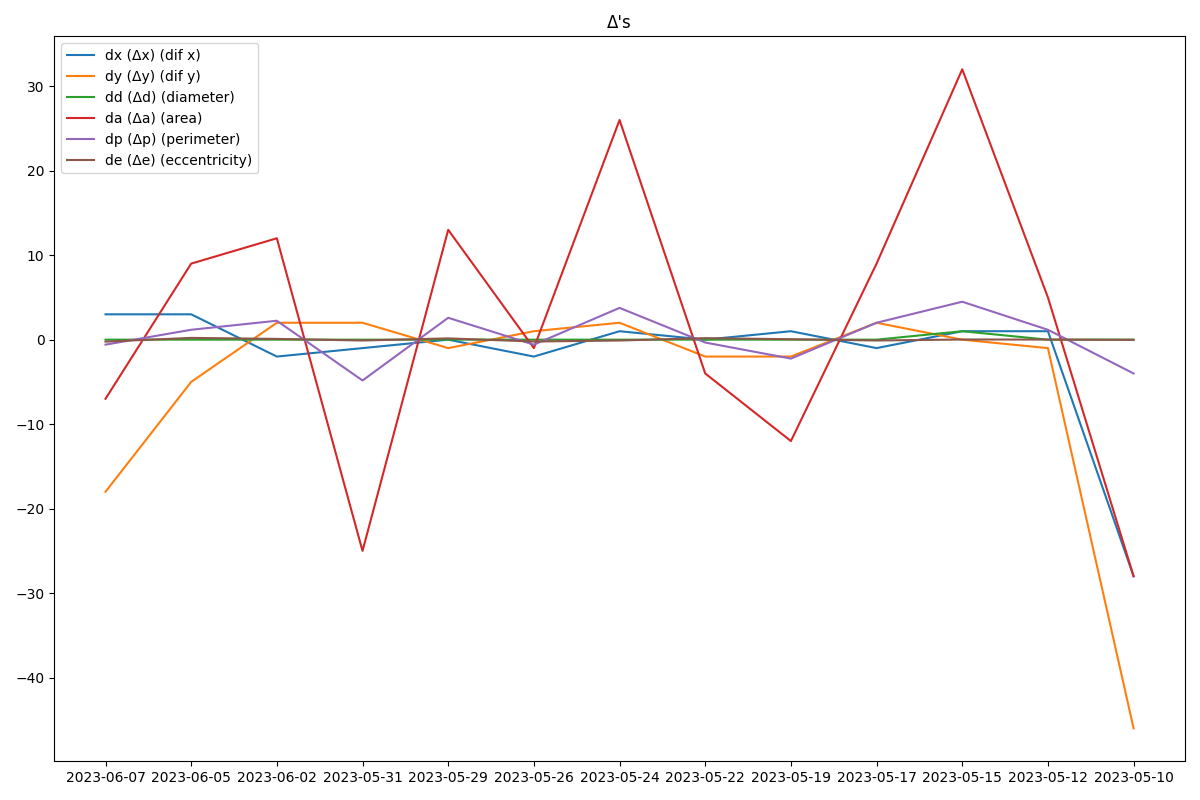 Δ's
dx (Δx) (dif x)
dy (Δy) (dif y)
dd (Δd) (diameter)
da (Δa) (area)
dp (Δp) (perimeter)
de (Δe) (eccentricity)
30
20
10
0
−10
−20
−30
−40
2023-06-07 2023-06-05 2023-06-02 2023-05-31 2023-05-29 2023-05-26 2023-05-24 2023-05-22 2023-05-19 2023-05-17 2023-05-15 2023-05-12 2023-05-10